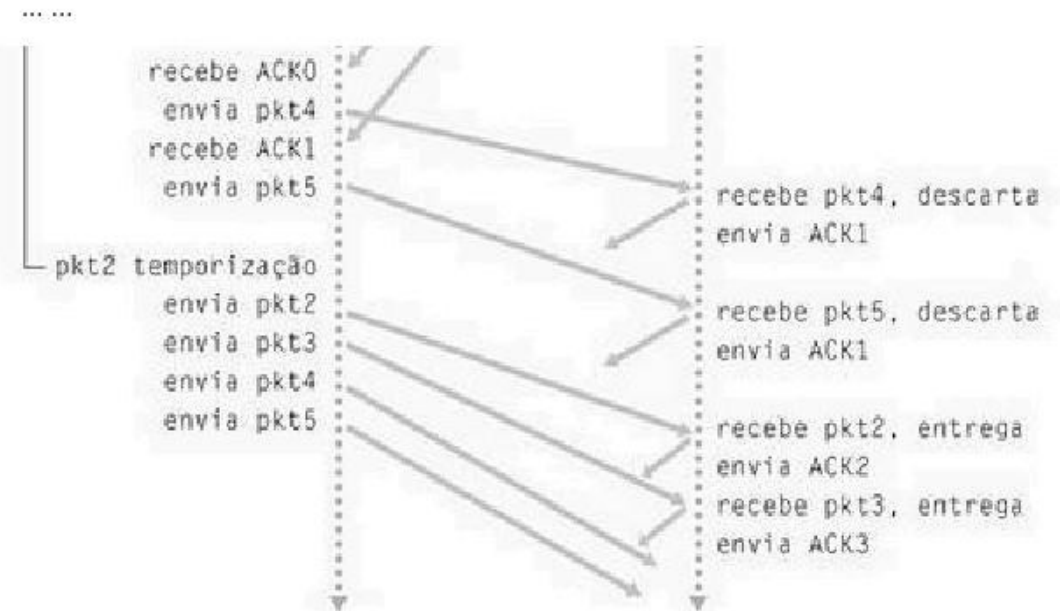 ... ...
recebe ACK0
envia pkt4
recebe ACK1
envia pkt5
pkt2 temporização
envia pkt2
envia pkt3
envia pkt4
envia pkt5
recebe pkt4, descarta
envia ACK1
recebe pkt5, descarta
envia ACK1
recebe pkt2, entrega
envia ACK2
recebe pkt3, entrega
envia ACK3